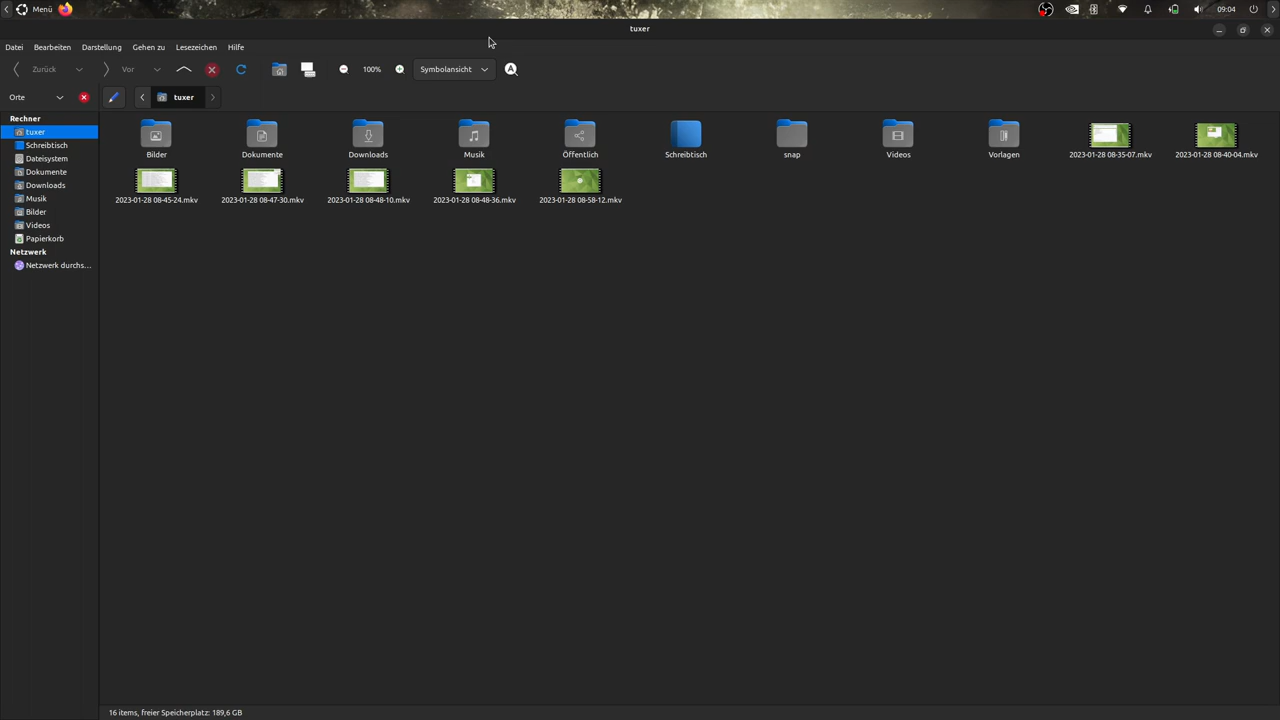 Menü
09:04
tuxer
Datei Bearbeiten Darstellung Gehen zu Lesezeichen Hilfe
Zurück Vor 100% Symbolansicht
Orte tuxer
Rechner
tuxer
Schreibtisch
Dateisystem
Dokumente
Downloads
Musik
Bilder
Videos
Papierkorb
Netzwerk
Netzwerk durchs...
Bilder Dokumente Downloads Musik Öffentlich Schreibtisch snap Videos Vorlagen 2023-01-28 08-35-07.mkv 2023-01-28 08-40-04.mkv
2023-01-28 08-45-24.mkv 2023-01-28 08-47-30.mkv 2023-01-28 08-48-10.mkv 2023-01-28 08-48-36.mkv 2023-01-28 08-58-12.mkv
16 items, freier Speicherplatz: 189,6 GB